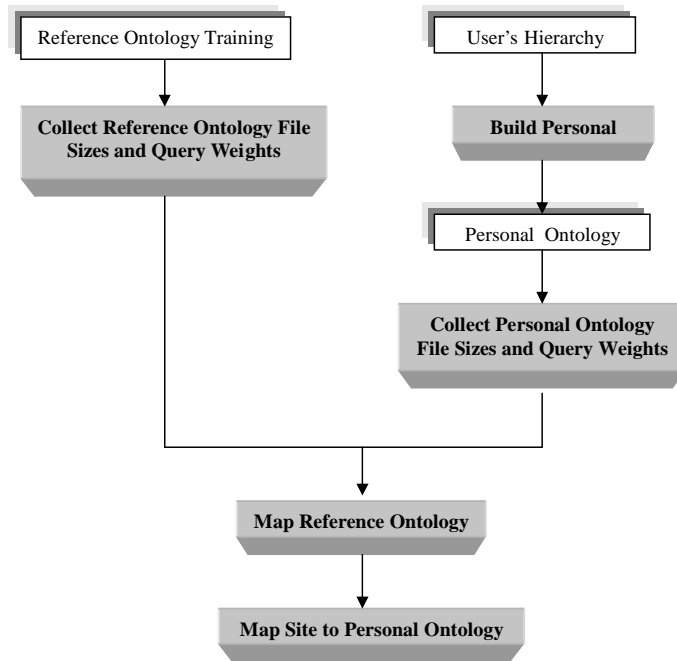 Reference Ontology Training
User’s Hierarchy
Collect Reference Ontology File
Sizes and Query Weights
Build Personal
Personal Ontology
Collect Personal Ontology
File Sizes and Query Weights
Map Reference Ontology
Map Site to Personal Ontology